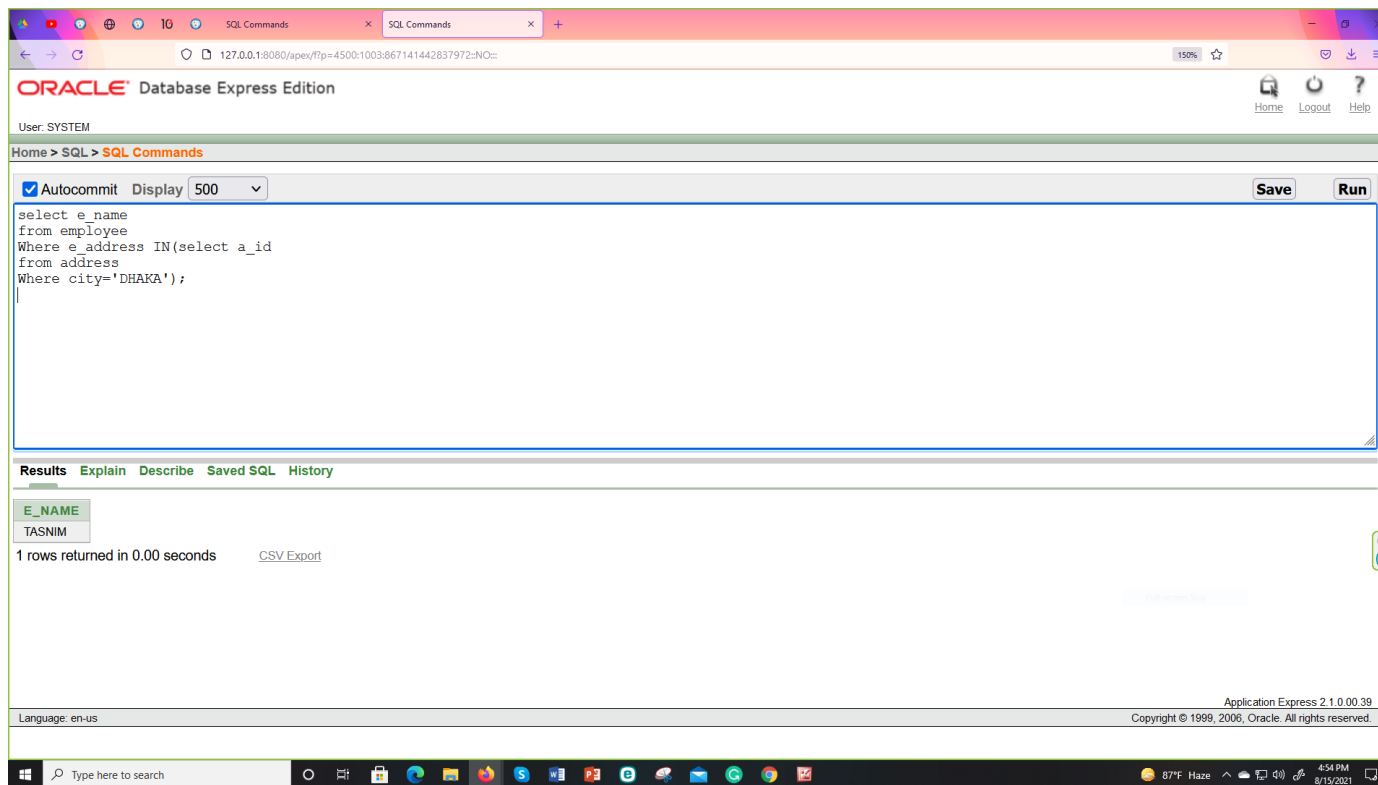 SQL Commands × SQL Commands × +
127.0.0.1:8080/apex/f?p=4500:1003:867141442837972::NO::: 150%
ORACLE® Database Express Edition
Home Logout Help
User: SYSTEM
Home > SQL > SQL Commands
Autocommit Display 500 Save Run
select e_name
from employee
Where e_address IN(select a_id
from address
Where city='DHAKA');
Results Explain Describe Saved SQL History
E_NAME
TASNIM
1 rows returned in 0.00 seconds CSV Export
Application Express 2.1.0.00.39
Language: en-us Copyright © 1999, 2006, Oracle. All rights reserved.
Type here to search 87°F Haze 4:54 PM
8/15/2021